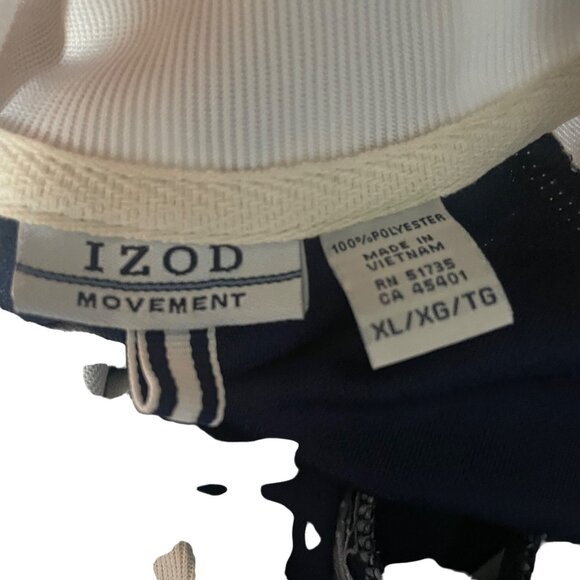 IZOD
MOVEMENT
100% POLYESTER
MADE IN
VIETNAM
RN 51735
CA 45401
XL/XG/TG